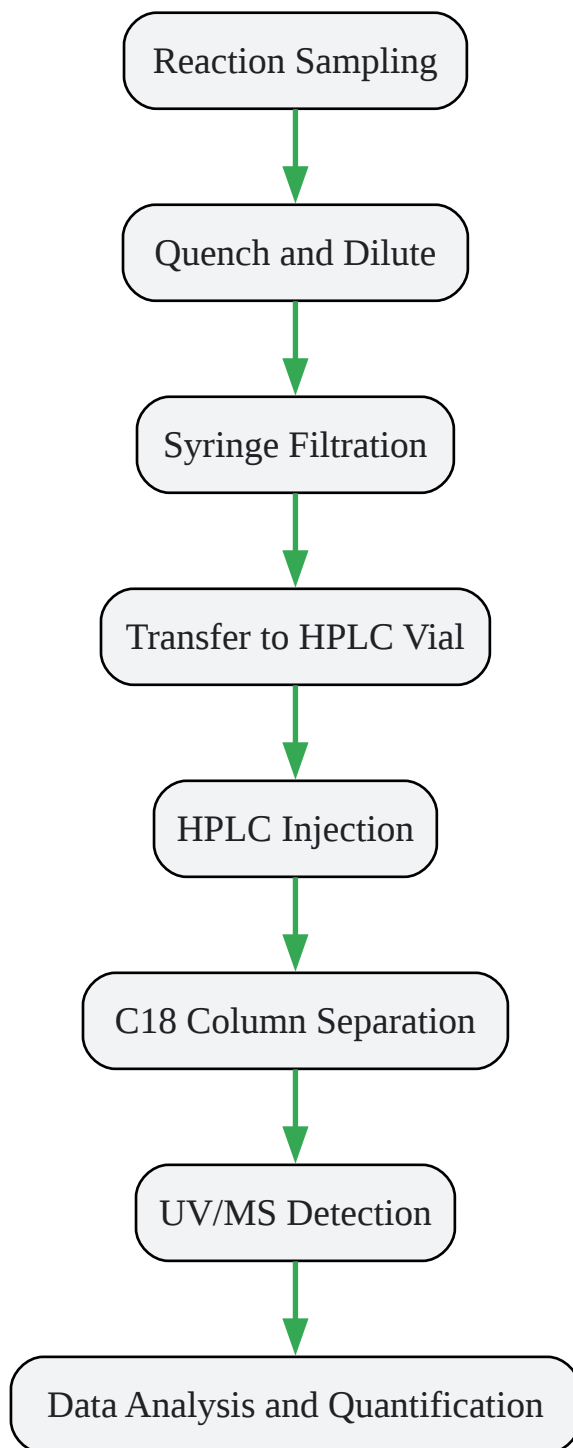 Reaction Sampling
Quench and Dilute
Syringe Filtration
Transfer to HPLC Vial
HPLC Injection
C18 Column Separation
UV/MS Detection
Data Analysis and Quantification